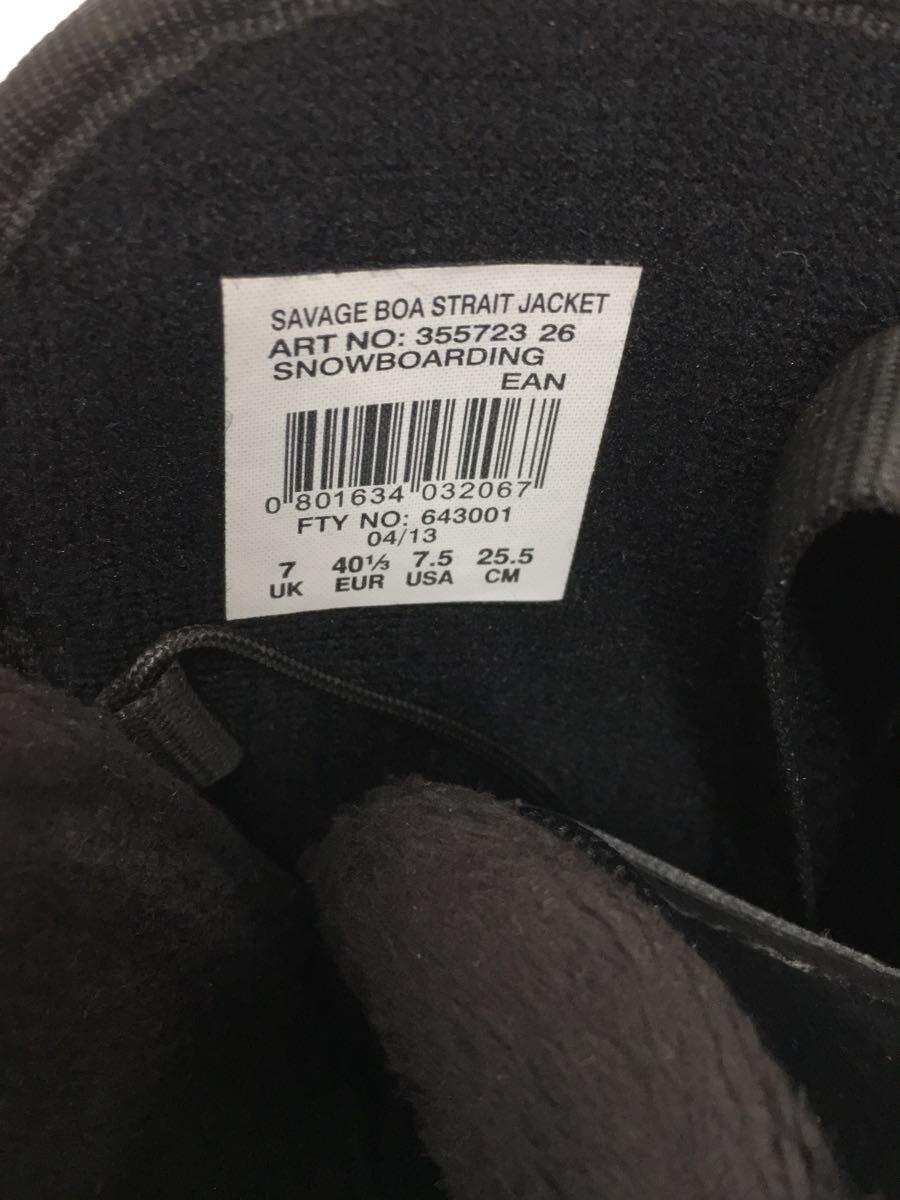 SAVAGE BOA STRAIT JACKET
ART NO: 355723 26
SNOWBOARDING
EAN
0 801634 032067
FTY NO: 643001
04/13
7 40⅓ 7.5 25.5
UK EUR USA CM